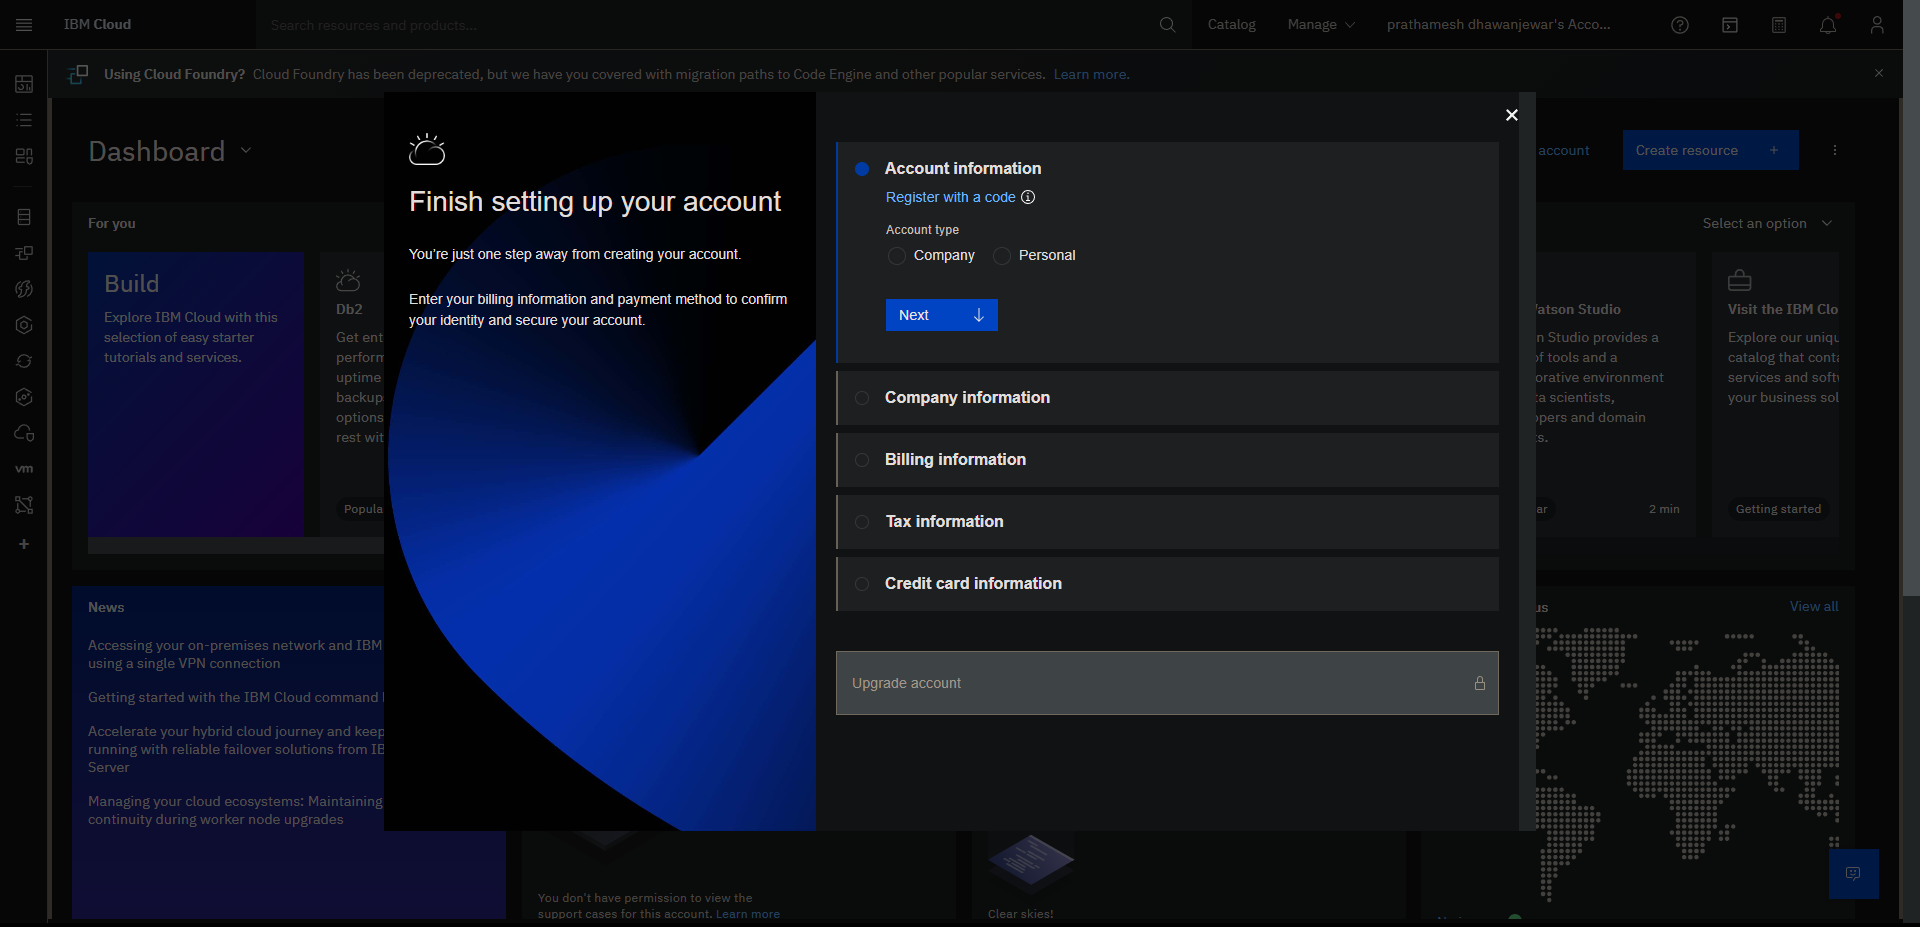 IBM Cloud
Search resources and products...
Catalog
Manage
prathamesh dhawanjewar's Acco...
Using Cloud Foundry? Cloud Foundry has been deprecated, but we have you covered with migration paths to Code Engine and other popular services. Learn more.
Dashboard
account
Create resource +
For you
Select an option
Build
Explore IBM Cloud with this
selection of easy starter
tutorials and services.
Db2
Get ent
perform
uptime
backup
options
rest wit
Popula
Finish setting up your account
You're just one step away from creating your account.
Enter your billing information and payment method to confirm
your identity and secure your account.
Account information
Register with a code
Account type
Company
Personal
Next
Company information
Billing information
Tax information
Credit card information
Upgrade account
atson Studio
n Studio provides a
of tools and a
orative environment
ta scientists,
pers and domain
s.
ar
2 min
Visit the IBM Clo
Explore our uniqu
catalog that conta
services and softw
your business sol
Getting started
vm
News
Accessing your on-premises network and IBM
using a single VPN connection
Getting started with the IBM Cloud command
Accelerate your hybrid cloud journey and keep
running with reliable failover solutions from IB
Server
Managing your cloud ecosystems: Maintaining
continuity during worker node upgrades
us
View all
You don't have permission to view the
support cases for this account. Learn more
Clear skies!